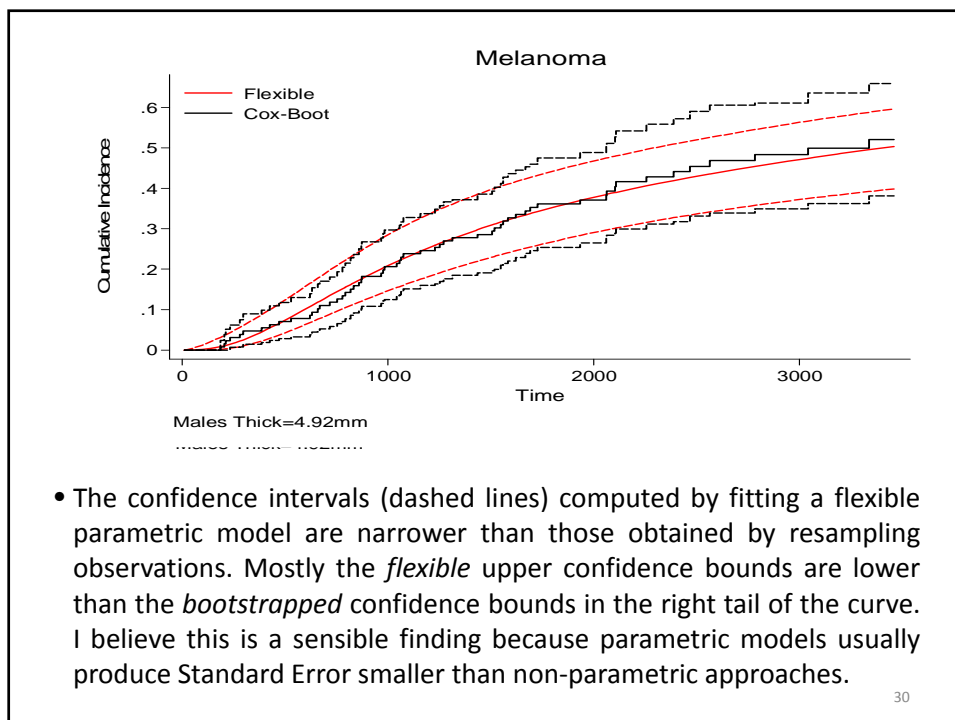 Melanoma
Flexible
Cox-Boot
Cumulative Incidence
.6
.5
.4
.3
.2
.1
0
0 1000 2000 3000
Time
Males Thick=4.92mm
• The confidence intervals (dashed lines) computed by fitting a flexible
parametric model are narrower than those obtained by resampling
observations. Mostly the flexible upper confidence bounds are lower
than the bootstrapped confidence bounds in the right tail of the curve.
I believe this is a sensible finding because parametric models usually
produce Standard Error smaller than non-parametric approaches.
30